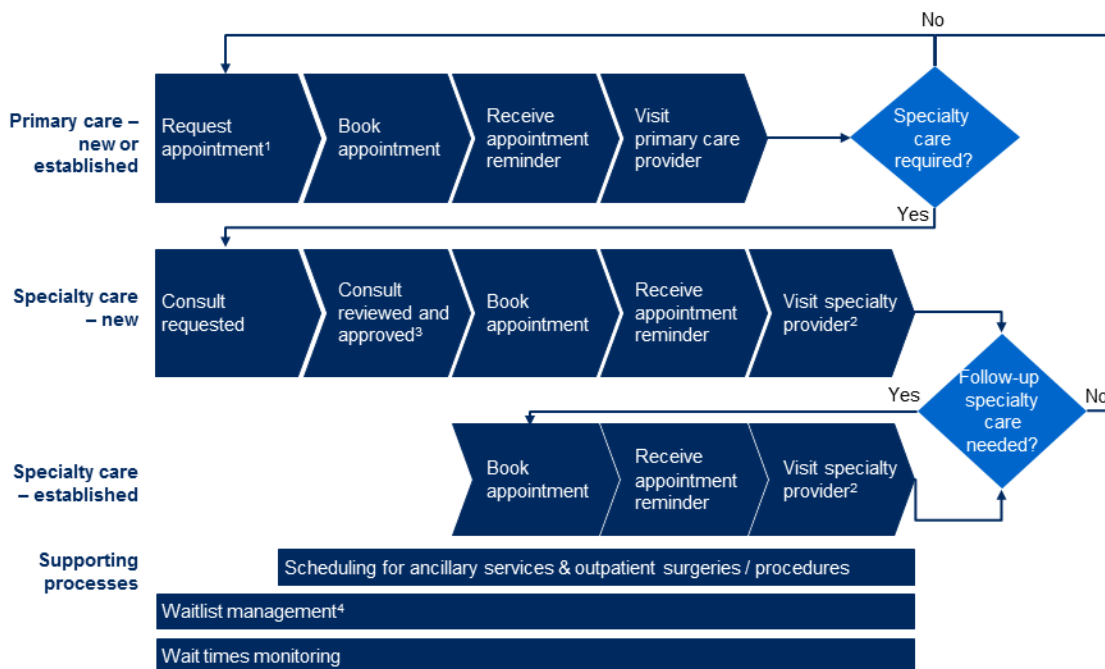 No
Primary care –
new or
established
Request
appointment¹
Book
appointment
Receive
appointment
reminder
Visit
primary care
provider
Specialty
care
required?
Yes
Specialty care
– new
Consult
requested
Consult
reviewed and
approved³
Book
appointment
Receive
appointment
reminder
Visit specialty
provider²
Follow-up
specialty
care
needed?
Yes
No
Specialty care
– established
Book
appointment
Receive
appointment
reminder
Visit specialty
provider²
Supporting
processes
Scheduling for ancillary services & outpatient surgeries / procedures
Waitlist management⁴
Wait times monitoring